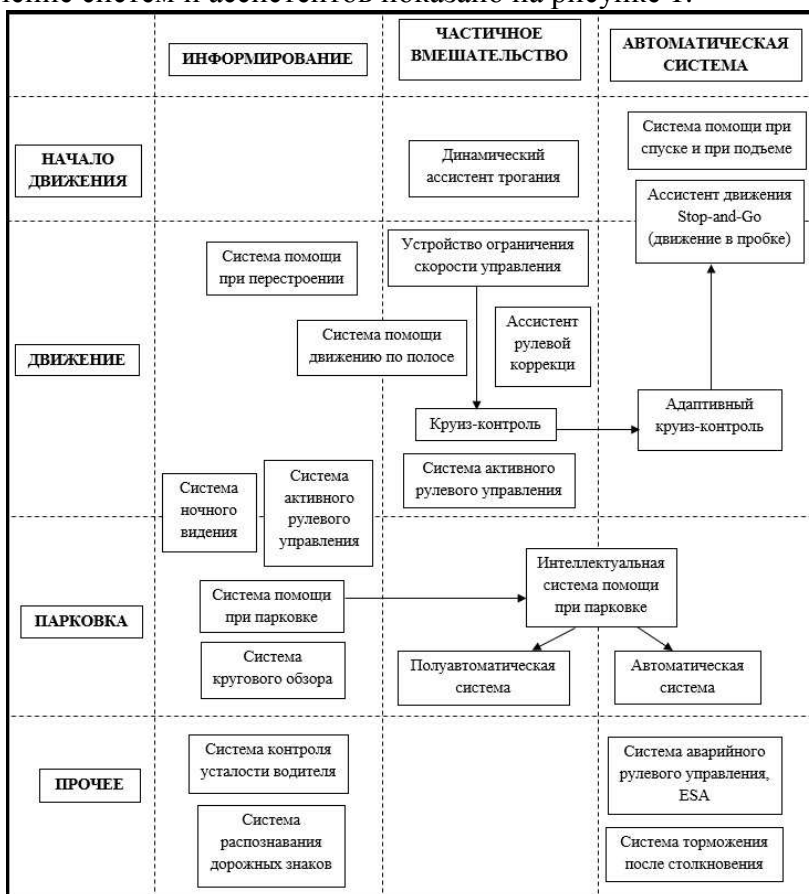 ИНФОРМИРОВАНИЕ
ЧАСТИЧНОЕ
ВМЕШАТЕЛЬСТВО
АВТОМАТИЧЕСКАЯ
СИСТЕМА
НАЧАЛО
ДВИЖЕНИЯ
Динамический
ассистент трогания
Система помощи при
спуске и при подъеме
Ассистент движения
Stop-and-Go
(движение в пробке)
ДВИЖЕНИЕ
Система помощи
при перестроении
Устройство ограничения
скорости управления
Система помощи
движению по полосе
Ассистент
рулевой
коррекци
Круиз-контроль
Адаптивный
круиз-контроль
Система активного
рулевого управления
Система
ночного
видения
Система
активного
рулевого
управления
ПАРКОВКА
Система помощи
при парковке
Интеллектуальная
система помощи
при парковке
Система
кругового обзора
Полуавтоматическая
система
Автоматическая
система
ПРОЧЕЕ
Система контроля
усталости водителя
Система
распознавания
дорожных знаков
Система аварийного
рулевого управления,
ESA
Система торможения
после столкновения